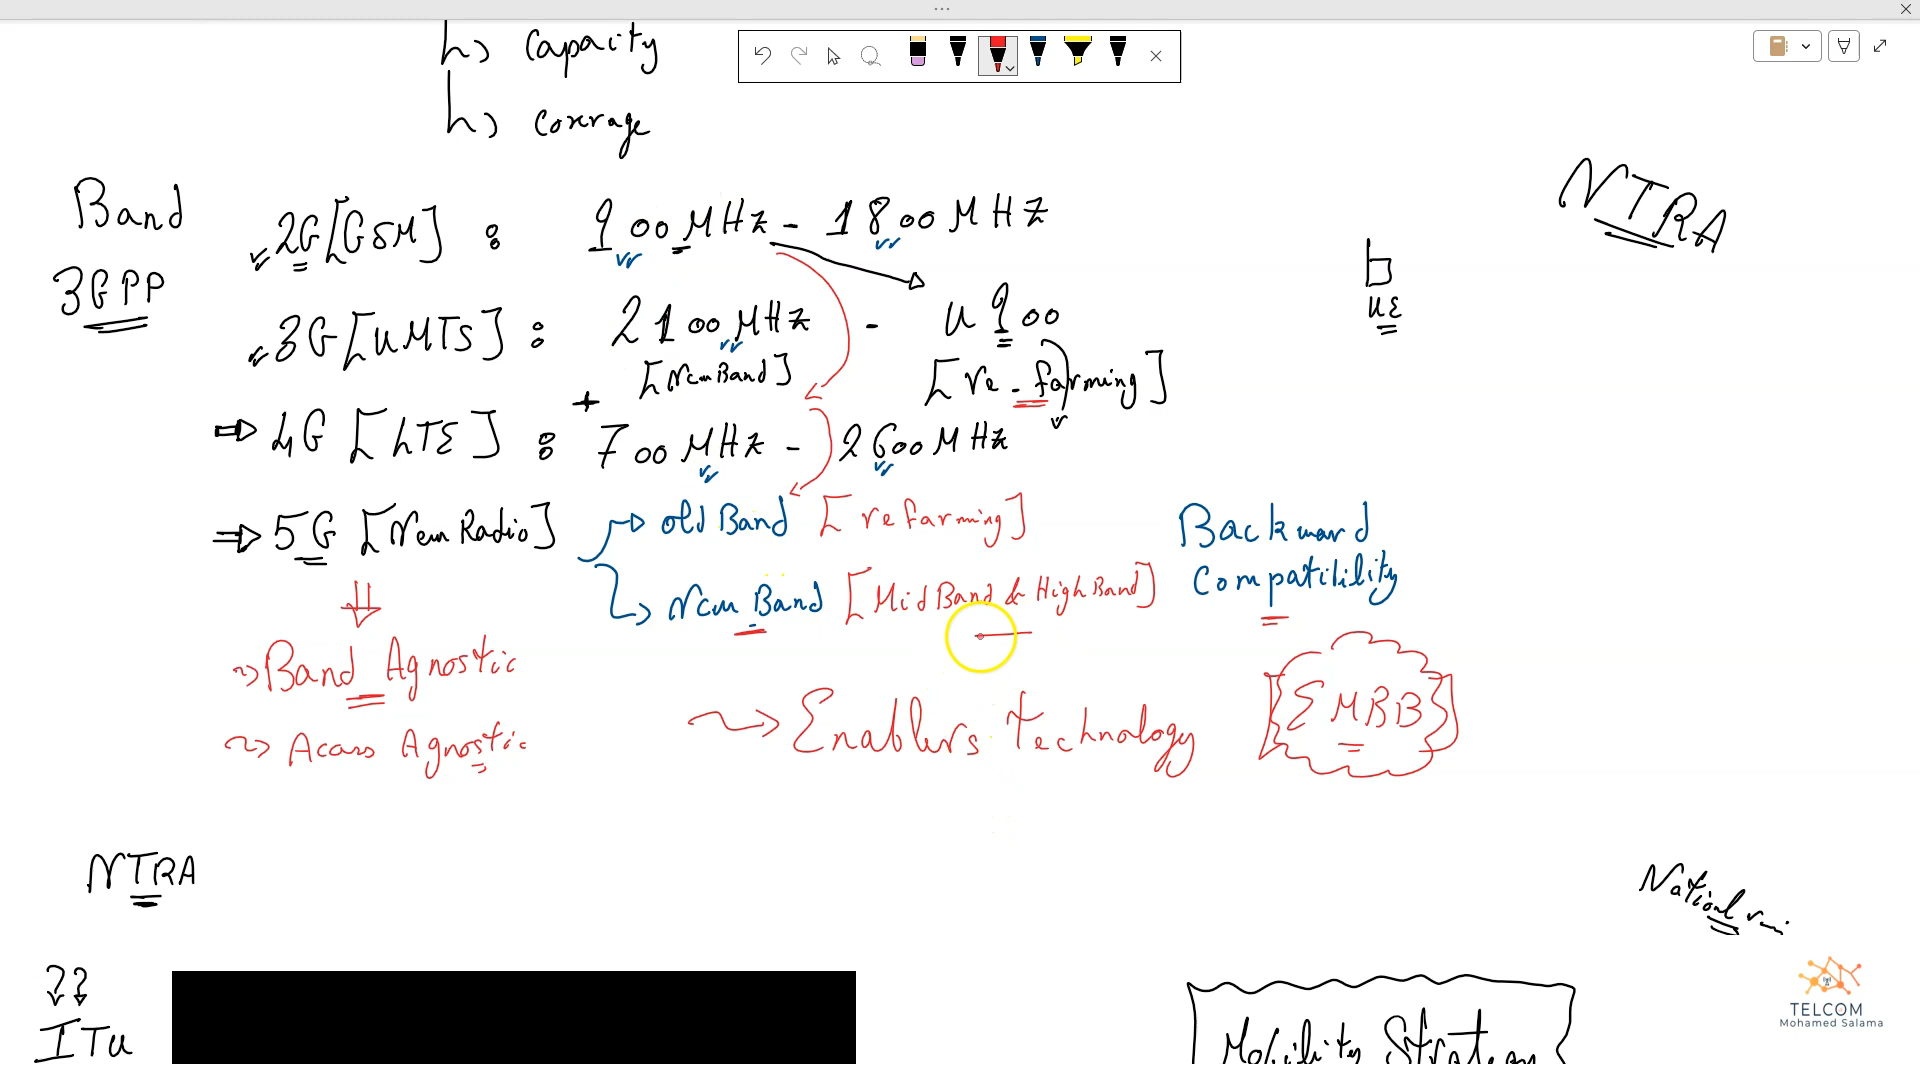 Capacity
Coverage
Band
3GPP
2G [GSM] : 900 MHz - 1800 MHz
NTRA
UE
3G [UMTS] : 2100 MHz - U900
[New Band] [re-farming]
+
4G [LTE] : 700 MHz - 2600 MHz
5G [New Radio]
old Band [refarming]
New Band [Mid Band & High Band]
Backward
Compatibility
Band Agnostic
Access Agnostic
Enablers Technology
[EMBB]
NTRA
National
??
ITU
Mobility Strategy
TELCOM
Mohamed Salama